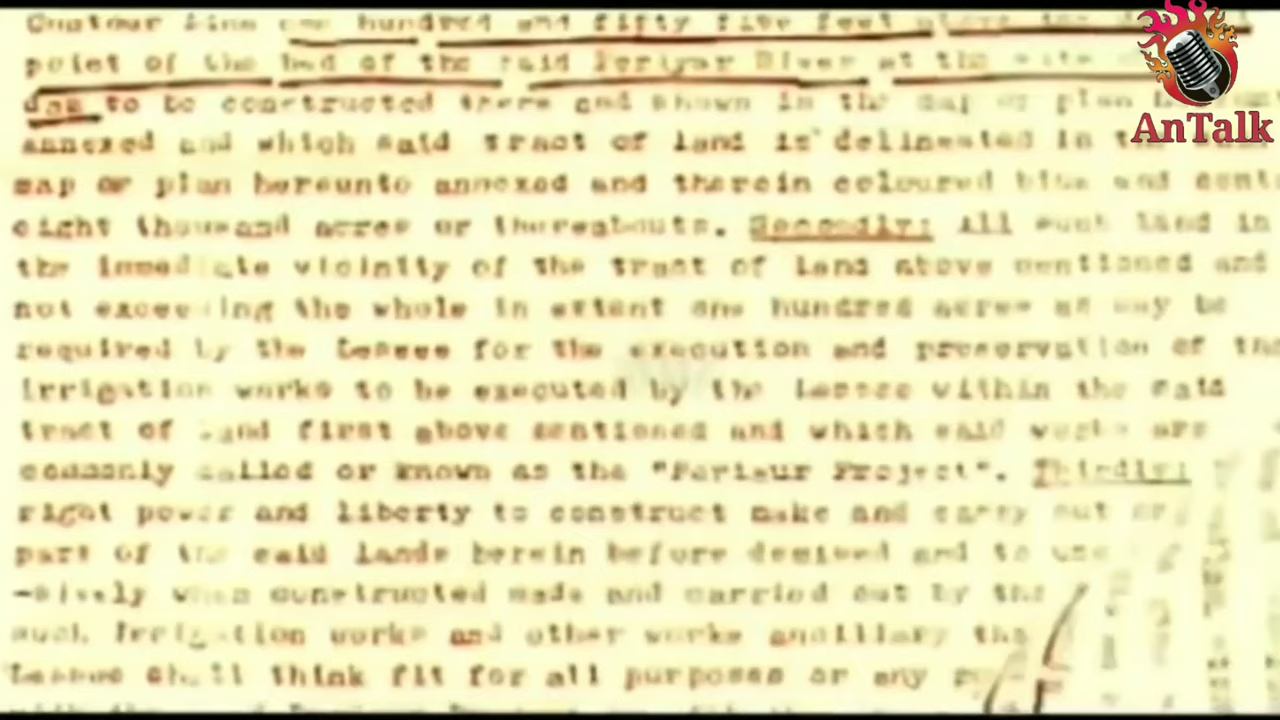 Contour line one hundred and fifty five feet above the
point of the bed of the said Periyar River at the site
dam to be constructed there and shown in the map or plan
annexed and which said tract of land is delineated in the
map or plan hereunto annexed and therein coloured blue and
eight thousand acres or thereabouts. Secondly: All such land in
the immediate vicinity of the tract of land above mentioned and
not exceeding the whole in extent one hundred acres as may be
required by the Lessee for the execution and preservation of the
irrigation works to be executed by the Lessee within the said
tract of land first above mentioned and which said works are
commonly called or known as the "Periyar Project". Thirdly:
right power and liberty to construct make and carry out or
part of the said lands herein before demised and to use
-sively when constructed made and carried out by the
such Irrigation works and other works ancillary
Lessee shall think fit for all purposes or any
AnTalk